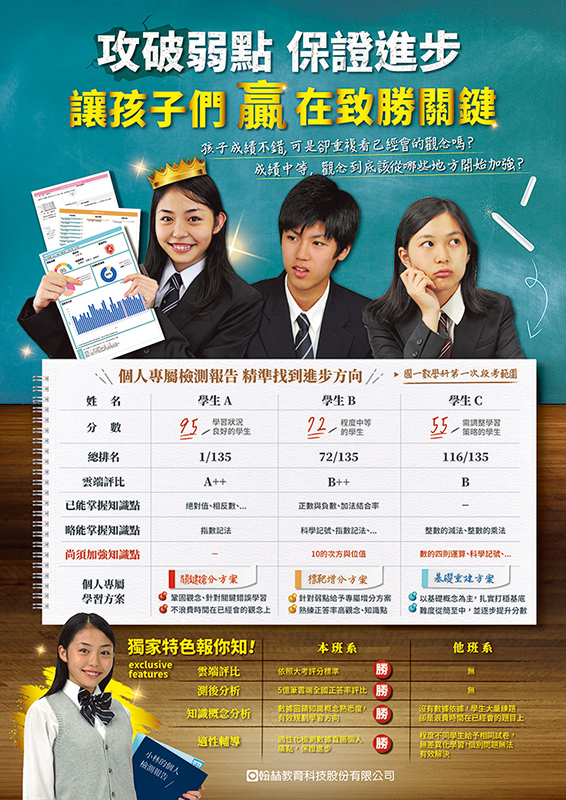 攻破弱點 保證進步
讓孩子們 贏 在致勝關鍵
孩子成績不錯,可是卻重複看已經會的觀念嗎?
成績中等, 觀念到底該從哪些地方開始加強?
個人專屬檢測報告 精準找到進步方向
國一數學科第一次段考範圍
姓 名 學生 A 學生 B 學生 C
分 數 95 學習狀況良好的學生 72 程度中等的學生 55 需調整學習策略的學生
總排名 1/135 72/135 116/135
雲端評比 A++ B++ B
已能掌握知識點 絕對值、相反數、... 正數與負數、加法結合率 –
略能掌握知識點 指數記法 科學記號、指數記法、... 整數的減法、整數的乘法
尚須加強知識點 – 10的次方與位值 數的四則運算、科學記號、...
個人專屬學習方案 關鍵搶分方案 標靶增分方案 基礎重建方案
鞏固觀念、針對關鍵錯誤學習 針對弱點給予專屬增分方案 以基礎概念為主,扎實打穩基底
不浪費時間在已經會的觀念上 熟練正答率高觀念、知識點 難度從簡至中,並逐步提升分數
獨家特色報你知! 本班系 他班系
exclusive
features
雲端評比 依照大考評分標準 勝 無
測後分析 5億筆雲端全國正答率評比 勝 無
知識概念分析 數據回饋知識概念熟悉度,有效規劃學習方向 勝 沒有數據依據,學生大量練題卻是浪費時間在已經會的題目上
適性輔導 適性化檢測數據直搗個人痛點,保證進步 勝 程度不同學生給予相同試卷,無差異化學習,個別問題無法有效解決
小林的個人
檢測報告
翰林教育科技股份有限公司